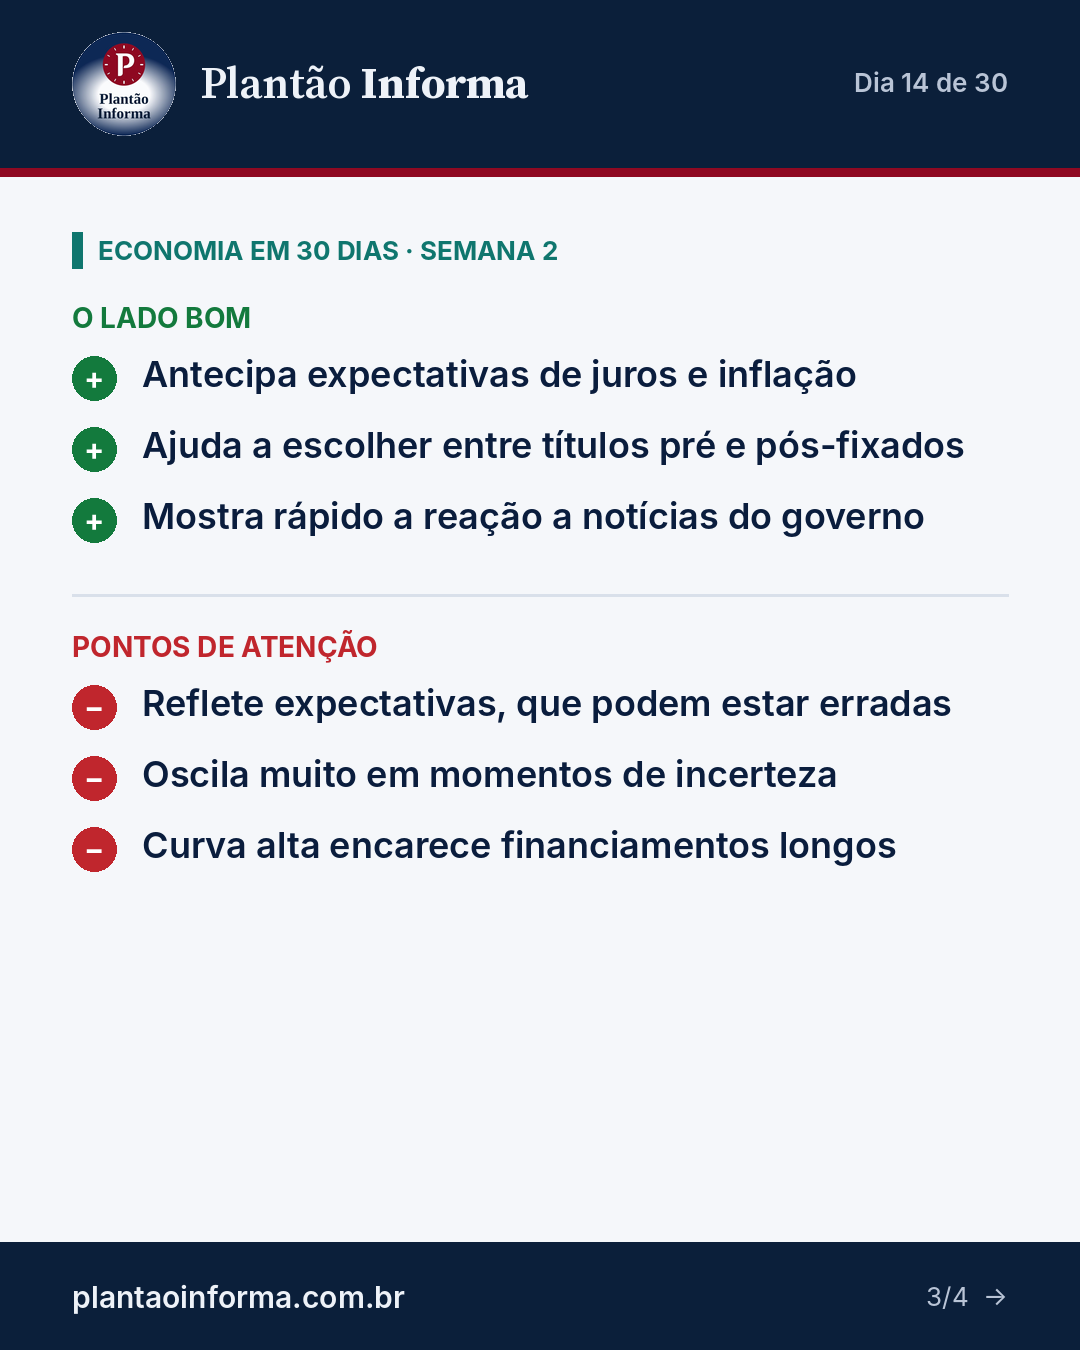 P
Plantão
Informa
Plantão Informa
Dia 14 de 30
ECONOMIA EM 30 DIAS · SEMANA 2
O LADO BOM
+ Antecipa expectativas de juros e inflação
+ Ajuda a escolher entre títulos pré e pós-fixados
+ Mostra rápido a reação a notícias do governo
PONTOS DE ATENÇÃO
– Reflete expectativas, que podem estar erradas
– Oscila muito em momentos de incerteza
– Curva alta encarece financiamentos longos
plantaoinforma.com.br
3/4 →